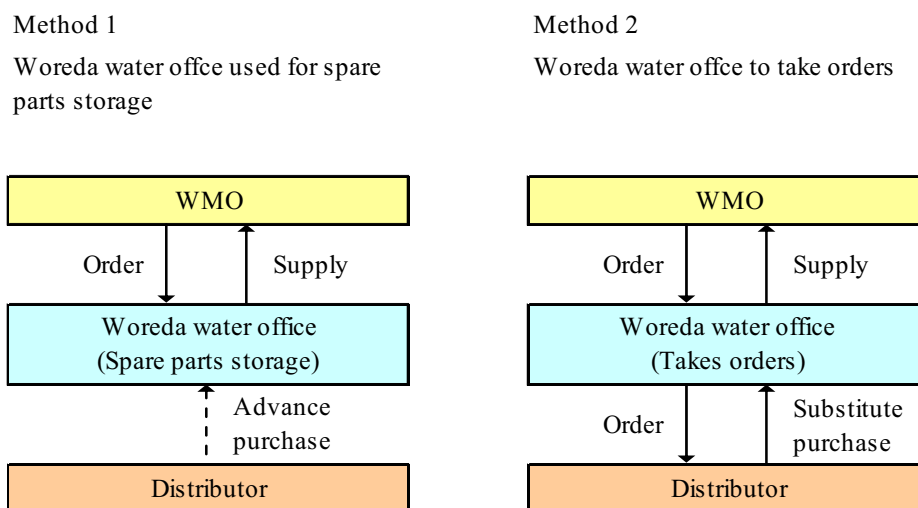 Method 1
Woreda water offce used for spare
parts storage
WMO
Order
Supply
Woreda water office
(Spare parts storage)
Advance
purchase
Distributor
Method 2
Woreda water offce to take orders
WMO
Order
Supply
Woreda water office
(Takes orders)
Order
Substitute
purchase
Distributor